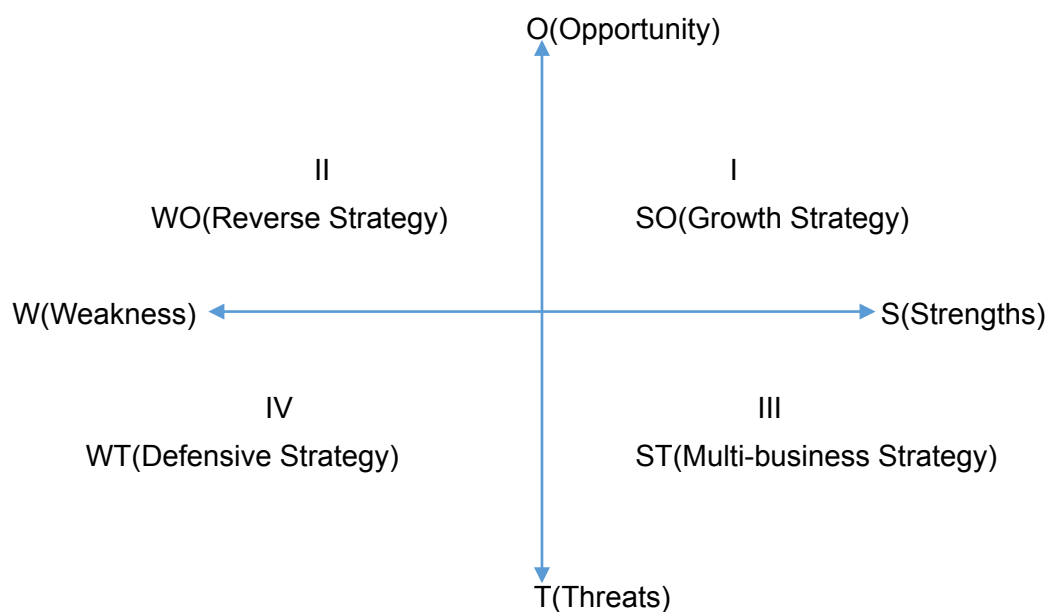 O(Opportunity)
II
I
WO(Reverse Strategy)
SO(Growth Strategy)
W(Weakness)
S(Strengths)
IV
III
WT(Defensive Strategy)
ST(Multi-business Strategy)
T(Threats)